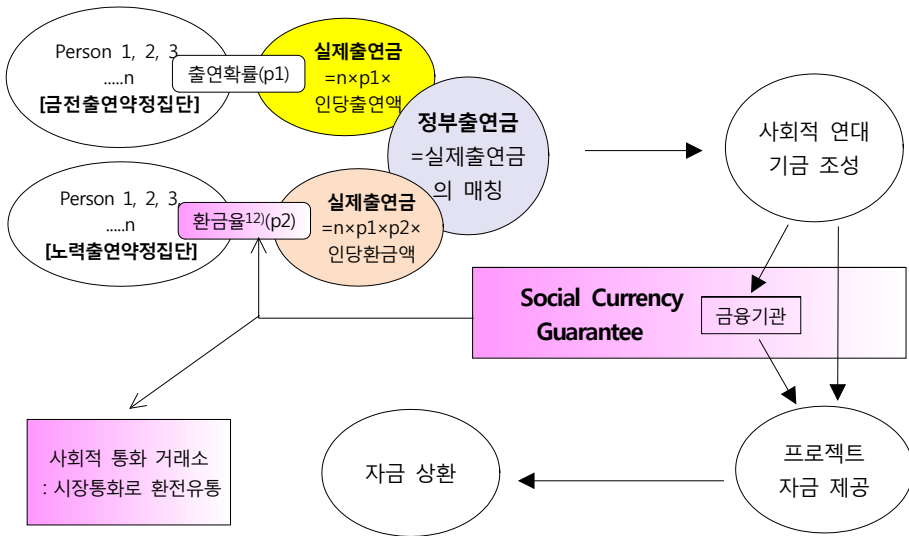 Person 1, 2, 3
.....n
[금전출연약정집단]
출연확률(p1)
실제출연금
=n×p1×
인당출연액
정부출연금
=실제출연금
의 매칭
사회적 연대
기금 조성
Person 1, 2, 3,
.....n
[노력출연약정집단]
환금율12)(p2)
실제출연금
=n×p1×p2×
인당환금액
Social Currency
Guarantee
금융기관
사회적 통화 거래소
: 시장통화로 환전유통
자금 상환
프로젝트
자금 제공